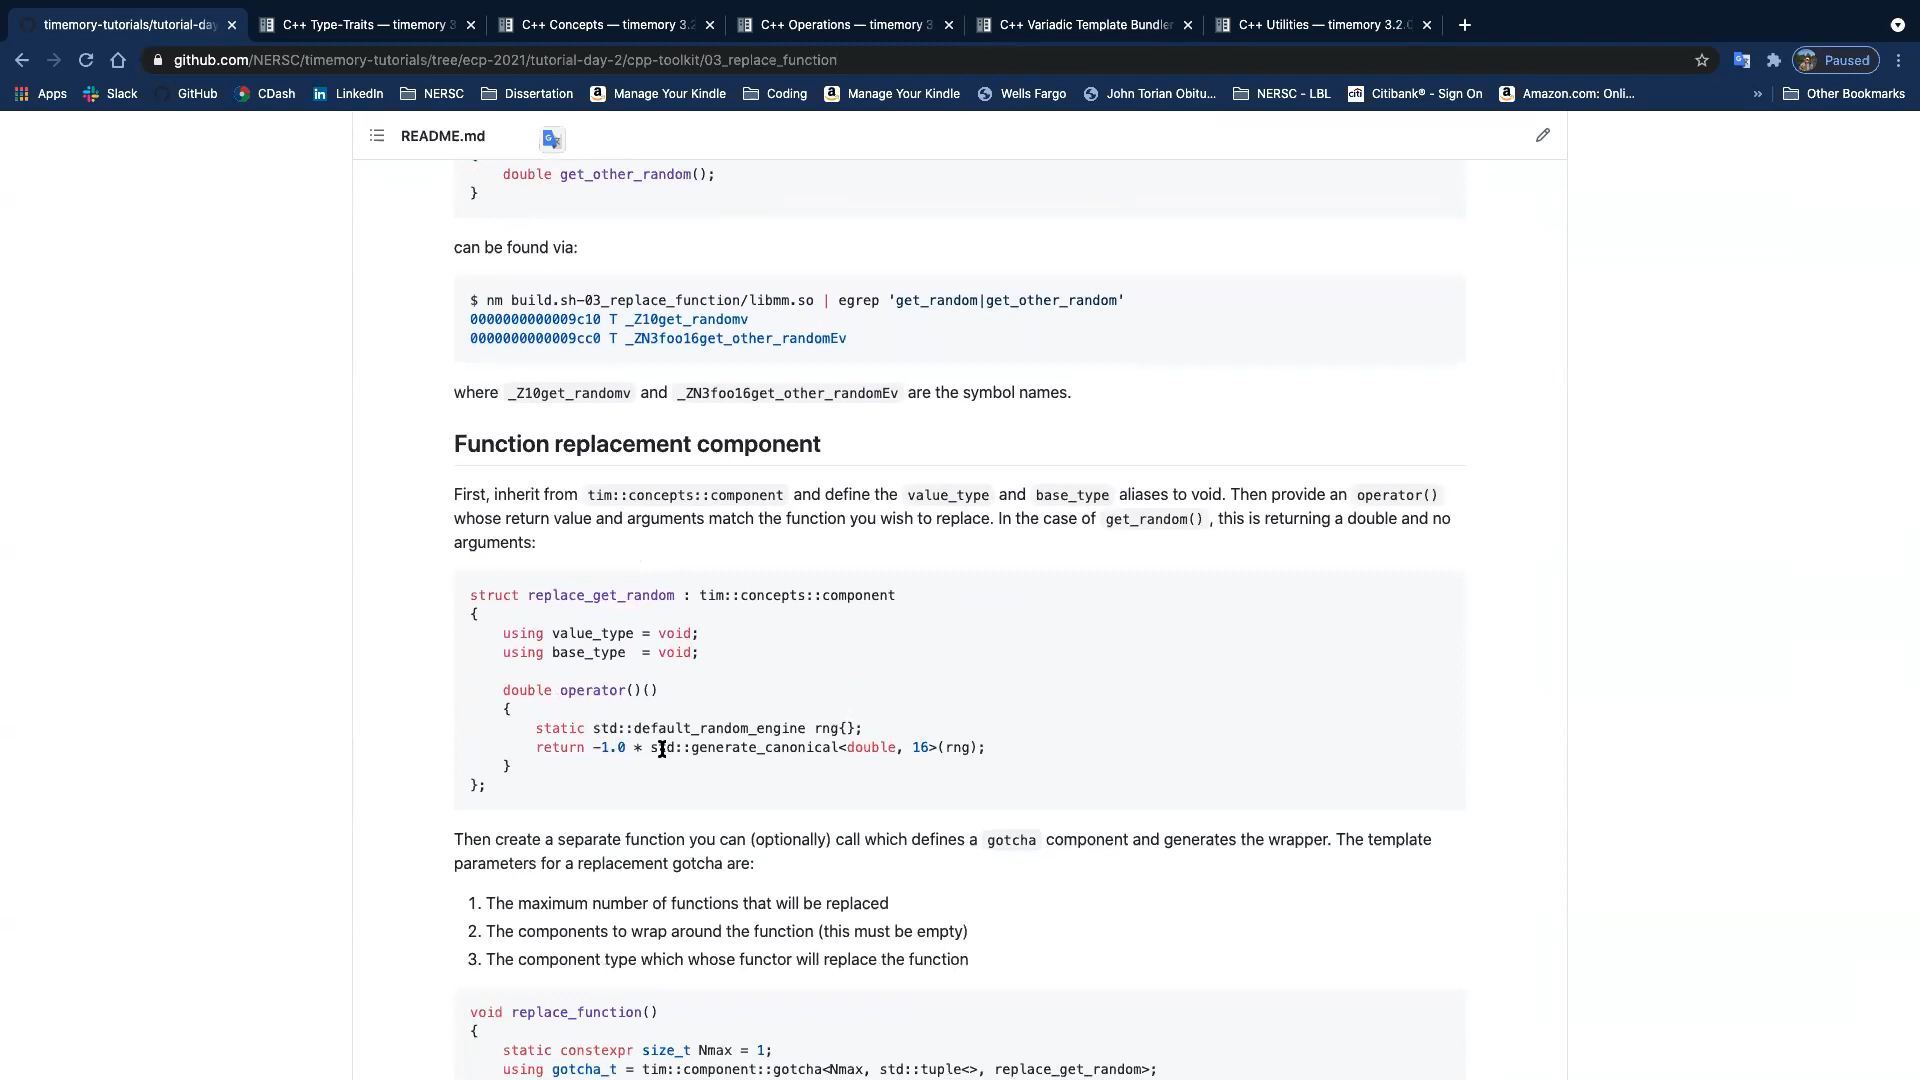 timemory-tutorials/tutorial-day
C++ Type-Traits — timemory 3
C++ Concepts — timemory 3.2
C++ Operations — timemory 3
C++ Variadic Template Bundler
C++ Utilities — timemory 3.2.0
github.com/NERSC/timemory-tutorials/tree/ecp-2021/tutorial-day-2/cpp-toolkit/03_replace_function
Paused
Apps Slack GitHub CDash LinkedIn NERSC Dissertation Manage Your Kindle Coding Manage Your Kindle Wells Fargo John Torian Obitu... NERSC - LBL Citibank® - Sign On Amazon.com: Onli... » Other Bookmarks
README.md
double get_other_random();
}
can be found via:
$ nm build.sh-03_replace_function/libmm.so | egrep 'get_random|get_other_random'
0000000000009c10 T _Z10get_randomv
0000000000009cc0 T _ZN3foo16get_other_randomEv
where _Z10get_randomv and _ZN3foo16get_other_randomEv are the symbol names.
Function replacement component
First, inherit from tim::concepts::component and define the value_type and base_type aliases to void. Then provide an operator()
whose return value and arguments match the function you wish to replace. In the case of get_random() , this is returning a double and no
arguments:
struct replace_get_random : tim::concepts::component
{
using value_type = void;
using base_type = void;
double operator()()
{
static std::default_random_engine rng{};
return -1.0 * std::generate_canonical<double, 16>(rng);
}
};
Then create a separate function you can (optionally) call which defines a gotcha component and generates the wrapper. The template
parameters for a replacement gotcha are:
1. The maximum number of functions that will be replaced
2. The components to wrap around the function (this must be empty)
3. The component type which whose functor will replace the function
void replace_function()
{
static constexpr size_t Nmax = 1;
using gotcha_t = tim::component::gotcha<Nmax, std::tuple<>, replace_get_random>;